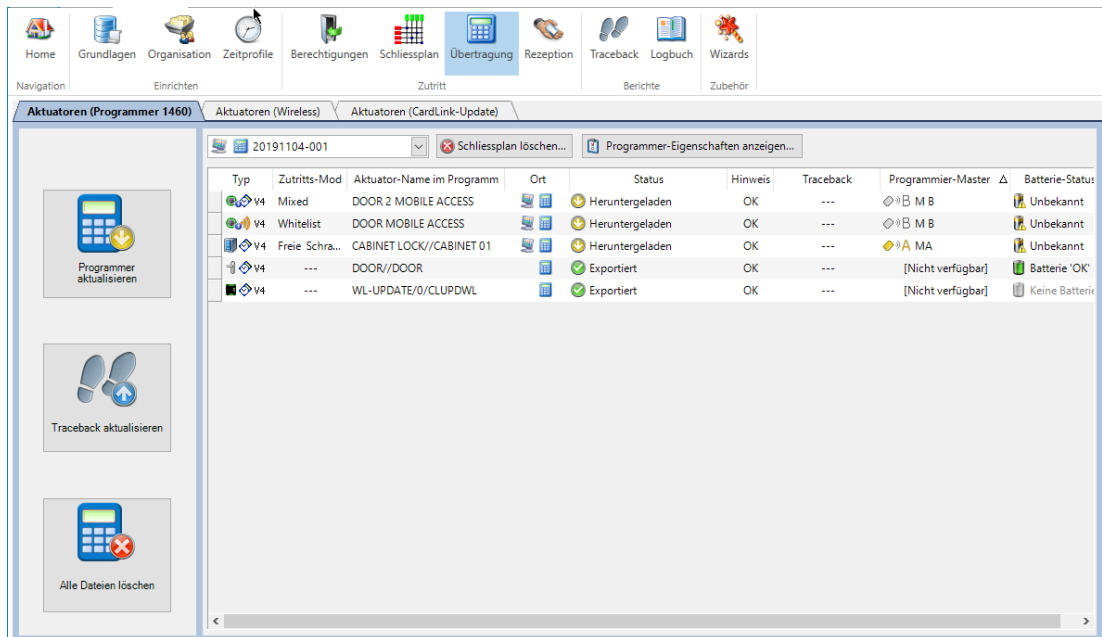 Home Grundlagen Organisation Zeitprofile Berechtigungen Schliessplan Übertragung Rezeption Traceback Logbuch Wizards
Navigation Einrichten Zutritt Berichte Zubehör
Aktuatoren (Programmer 1460) Aktuatoren (Wireless) Aktuatoren (CardLink-Update)
20191104-001 Schliessplan löschen... Programmer-Eigenschaften anzeigen...
Typ Zutritts-Mod Aktuator-Name im Programm Ort Status Hinweis Traceback Programmier-Master Batterie-Status
V4 Mixed DOOR 2 MOBILE ACCESS Heruntergeladen OK --- B M B Unbekannt
V4 Whitelist DOOR MOBILE ACCESS Heruntergeladen OK --- B M B Unbekannt
V4 Freie Schra... CABINET LOCK//CABINET 01 Heruntergeladen OK --- A MA Unbekannt
V4 --- DOOR//DOOR Exportiert OK --- [Nicht verfügbar] Batterie 'OK'
V4 --- WL-UPDATE/0/CLUPDWL Exportiert OK --- [Nicht verfügbar] Keine Batterie
Programmer
aktualisieren
Traceback aktualisieren
Alle Dateien löschen